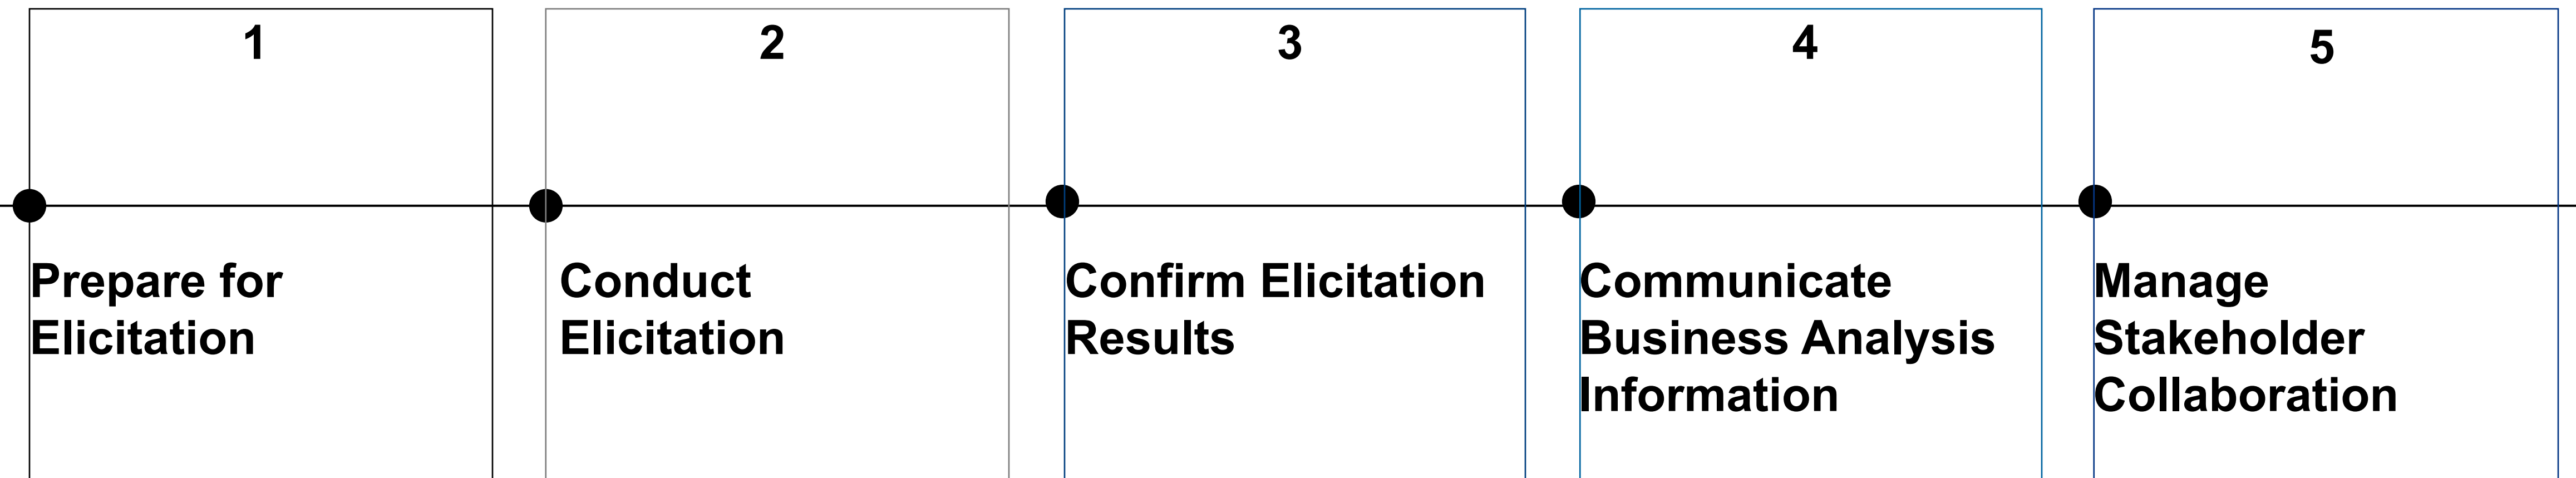 1
Prepare for
Elicitation
2
Conduct
Elicitation
3
Confirm Elicitation
Results
4
Communicate
Business Analysis
Information
5
Manage
Stakeholder
Collaboration